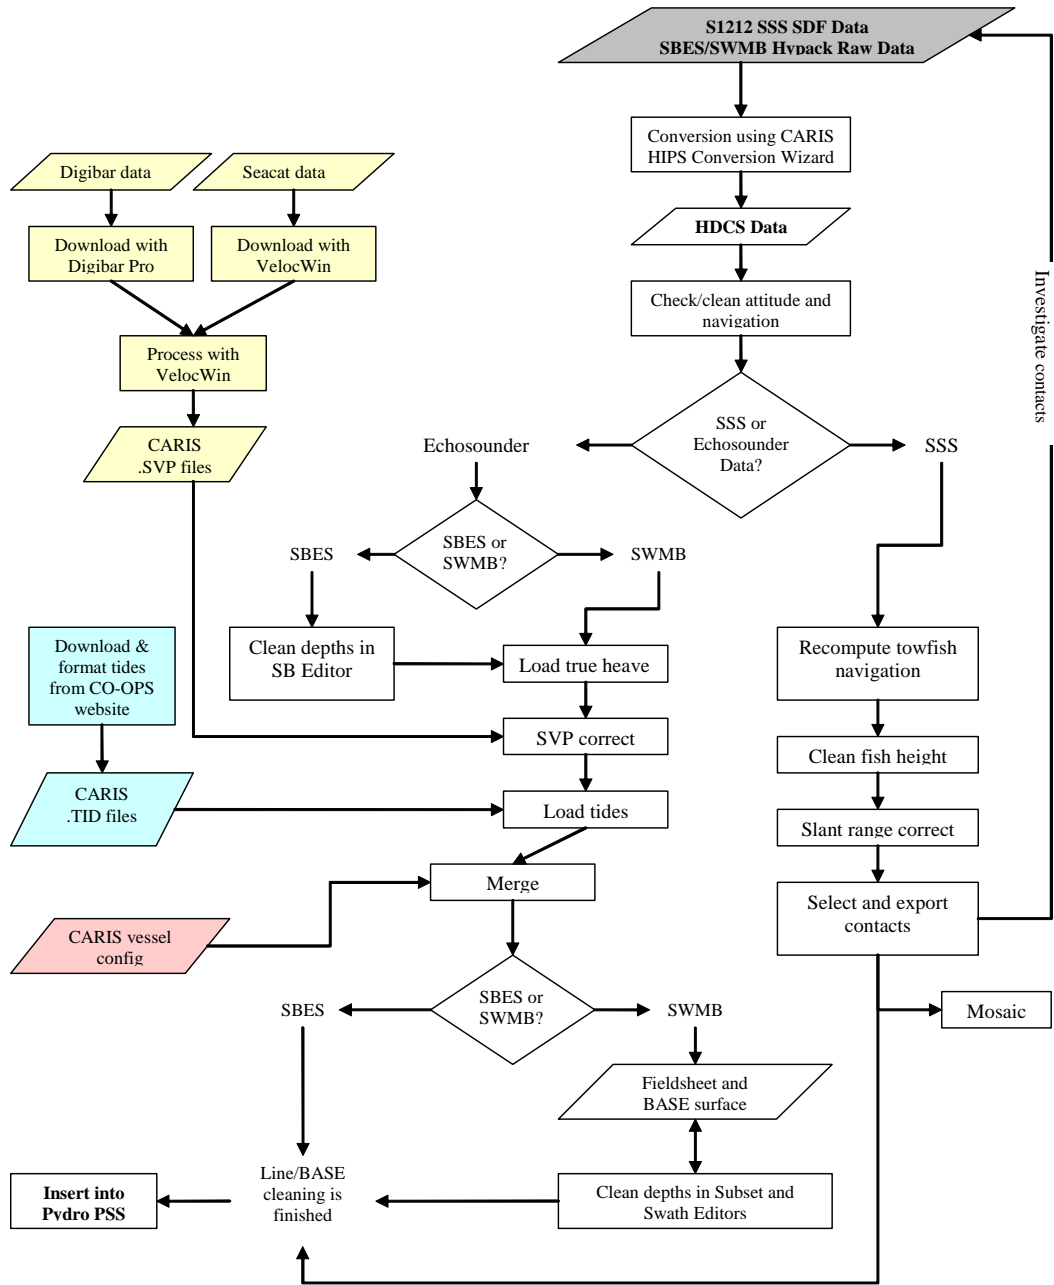 S1212 SSS SDF Data
SBES/SWMB Hypack Raw Data
Conversion using CARIS
HIPS Conversion Wizard
Digibar data
Seacat data
HDCS Data
Download with
Digibar Pro
Download with
VelocWin
Check/clean attitude and
navigation
Investigate contacts
Process with
VelocWin
CARIS
.SVP files
SSS or
Echosounder
Data?
Echosounder
SSS
SBES or
SWMB?
SBES
SWMB
Download &
format tides
from CO-OPS
website
Clean depths in
SB Editor
Load true heave
Recompute towfish
navigation
SVP correct
Clean fish height
CARIS
.TID files
Load tides
Slant range correct
Merge
Select and export
contacts
CARIS vessel
config
SBES or
SWMB?
SBES
SWMB
Mosaic
Fieldsheet and
BASE surface
Line/BASE
cleaning is
finished
Insert into
Pydro PSS
Clean depths in Subset and
Swath Editors